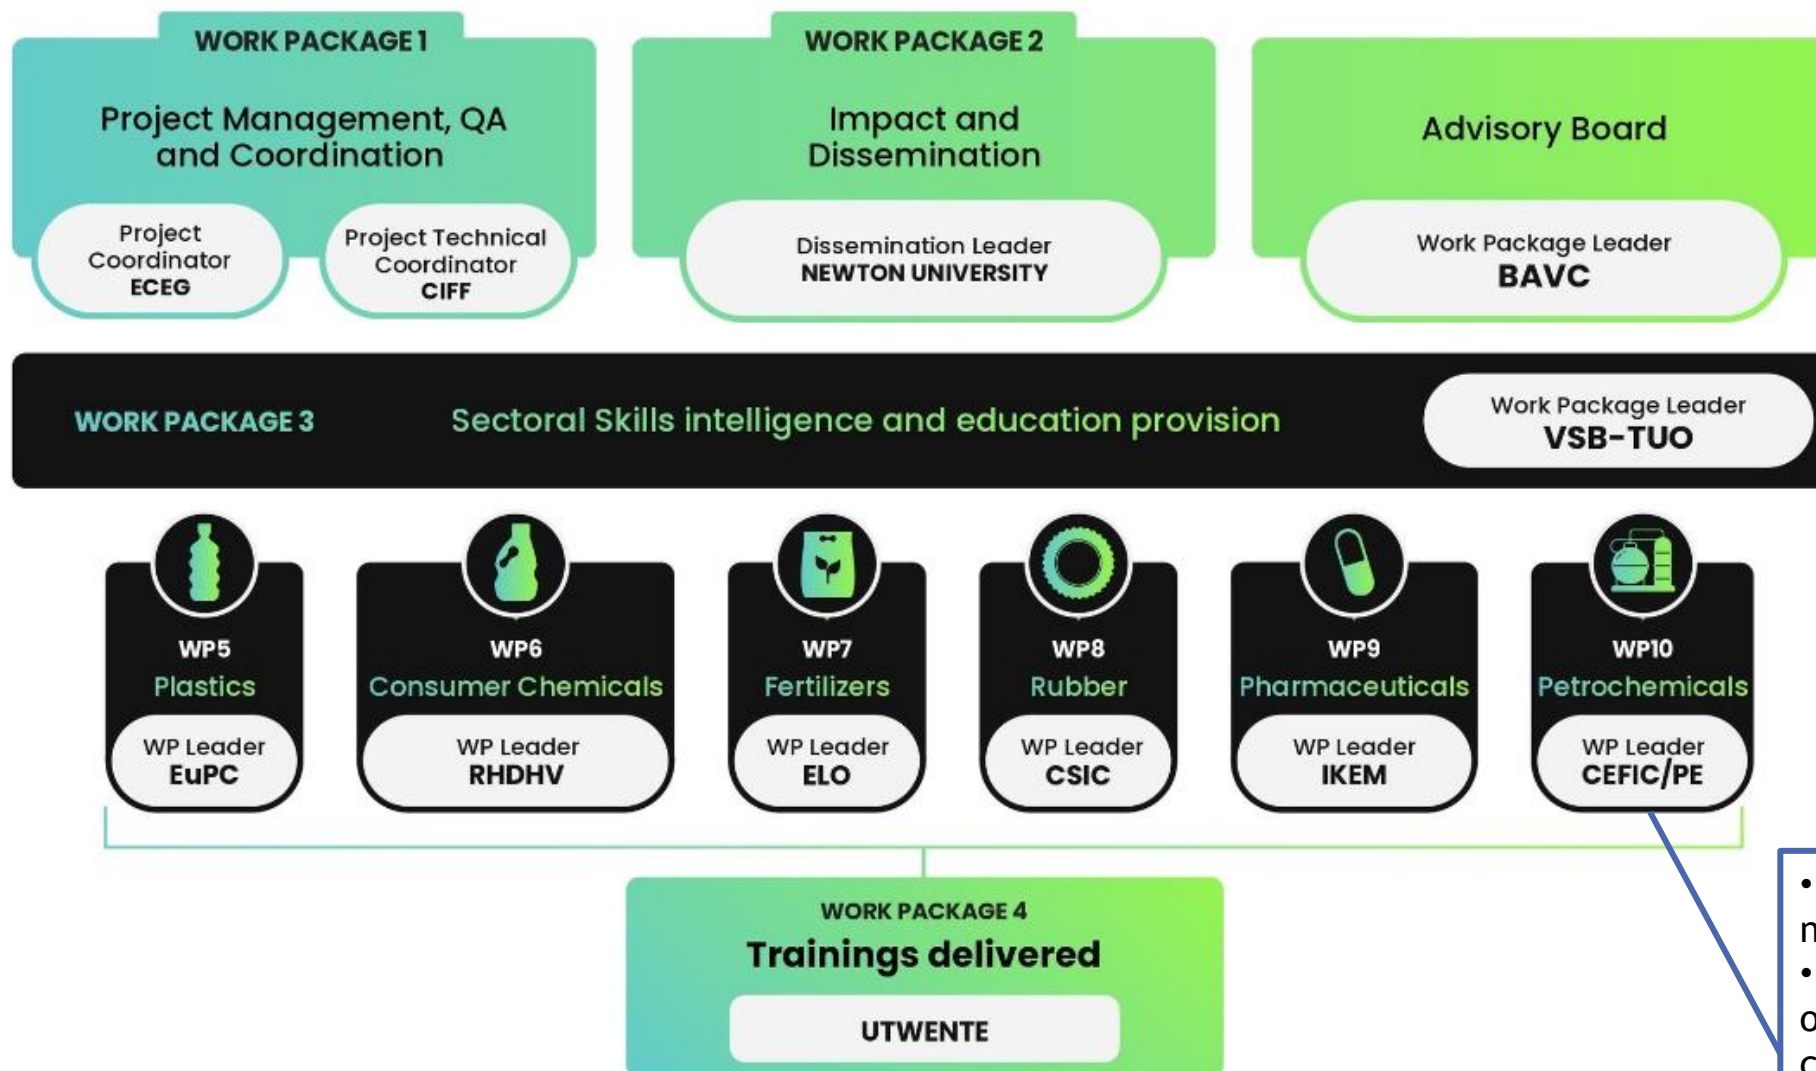 WORK PACKAGE 1
Project Management, QA
and Coordination
Project
Coordinator
ECEG
Project Technical
Coordinator
CIFF
WORK PACKAGE 2
Impact and
Dissemination
Dissemination Leader
NEWTON UNIVERSITY
Advisory Board
Work Package Leader
BAVC
WORK PACKAGE 3
Sectoral Skills intelligence and education provision
Work Package Leader
VSB-TUO
WP5
Plastics
WP Leader
EuPC
WP6
Consumer Chemicals
WP Leader
RHDHV
WP7
Fertilizers
WP Leader
ELO
WP8
Rubber
WP Leader
CSIC
WP9
Pharmaceuticals
WP Leader
IKEM
WP10
Petrochemicals
WP Leader
CEFIC/PE
WORK PACKAGE 4
Trainings delivered
UTWENTE